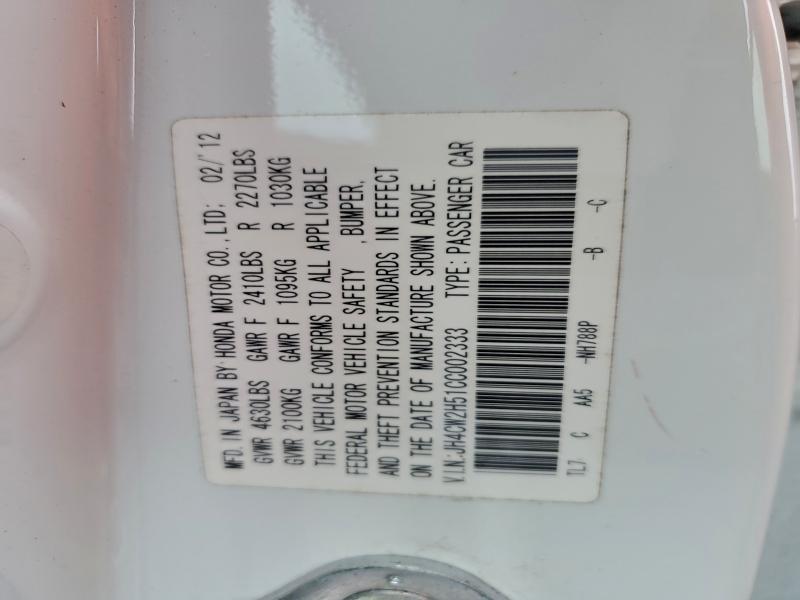 MFD. IN JAPAN BY HONDA MOTOR CO., LTD; 02/'12
GVWR 4630LBS GAWR F 2410LBS R 2270LBS
GVWR 2100KG GAWR F 1095KG R 1030KG
THIS VEHICLE CONFORMS TO ALL APPLICABLE
FEDERAL MOTOR VEHICLE SAFETY , BUMPER,
AND THEFT PREVENTION STANDARDS IN EFFECT
ON THE DATE OF MANUFACTURE SHOWN ABOVE.
V.I.N.:JH4CW2H51CC002333 TYPE: PASSENGER CAR
TL7 C AA5 -NH788P -B -C